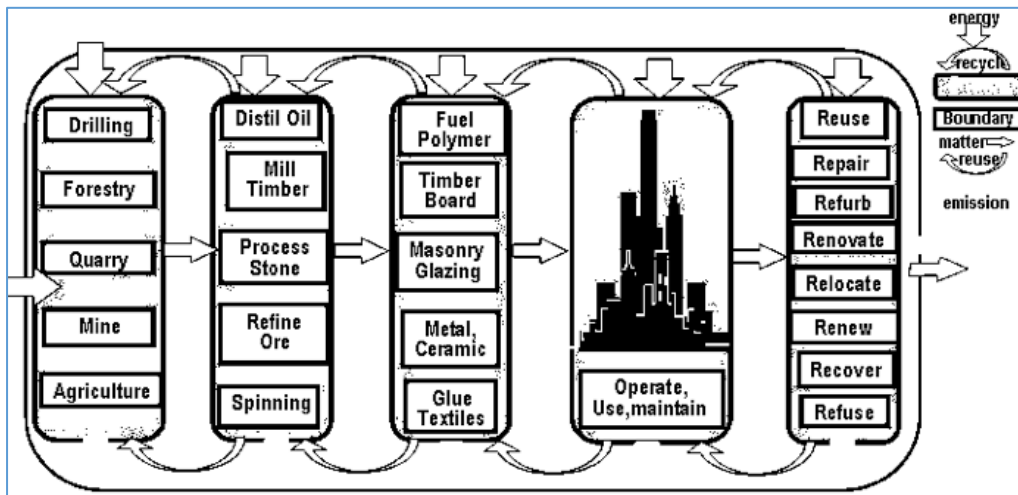 Drilling
Forestry
Quarry
Mine
Agriculture
Distil Oil
Mill
Timber
Process
Stone
Refine
Ore
Spinning
Fuel
Polymer
Timber
Board
Masonry
Glazing
Metal,
Ceramic
Glue
Textiles
Operate,
Use,maintain
Reuse
Repair
Refurb
Renovate
Relocate
Renew
Recover
Refuse
energy
recycle
Boundary
matter
reuse
emission